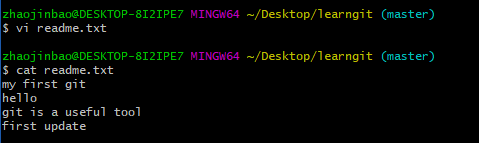 zhaojinbao@DESKTOP-8I2IPE7 MINGW64 ~/Desktop/learngit (master)
$ vi readme.txt
zhaojinbao@DESKTOP-8I2IPE7 MINGW64 ~/Desktop/learngit (master)
$ cat readme.txt
my first git
hello
git is a useful tool
first update